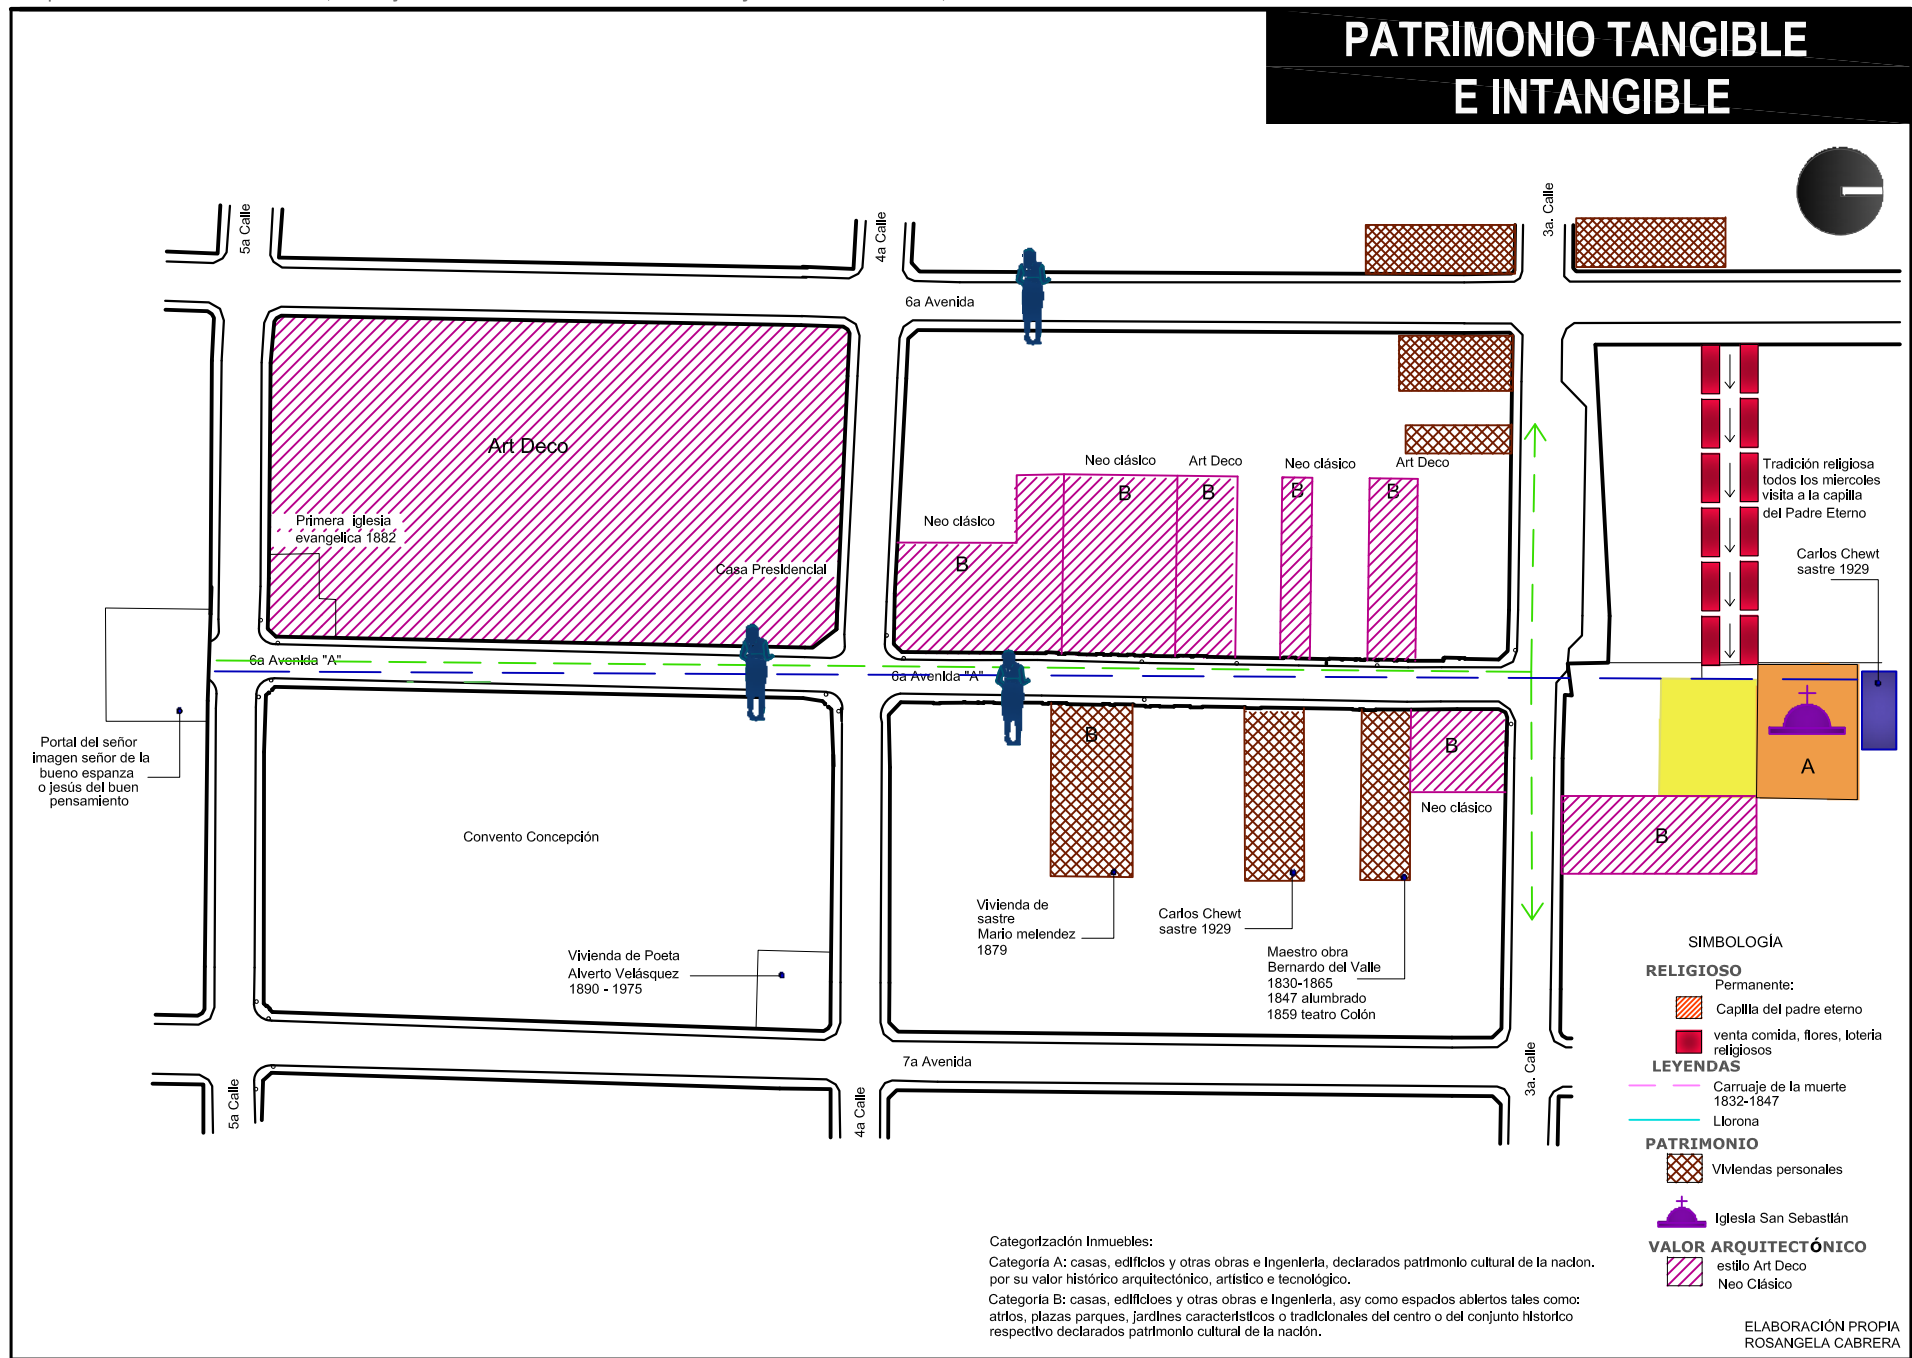 PATRIMONIO TANGIBLE
E INTANGIBLE
5a Calle
4a Calle
3a. Calle
6a Avenida
Art Deco
Primera iglesia
evangelica 1882
Casa Presidencial
Neo clásico
B
Neo clásico
B
Art Deco
B
Neo clásico
B
Art Deco
B
Tradición religiosa
todos los miercoles
visita a la capilla
del Padre Eterno
Carlos Chewt
sastre 1929
6a Avenida "A"
6a Avenida "A"
Portal del señor
imagen señor de la
bueno espanza
o jesús del buen
pensamiento
Convento Concepción
B
B
Neo clásico
A
B
Vivienda de Poeta
Alverto Velásquez
1890 - 1975
Vivienda de
sastre
Mario melendez
1879
Carlos Chewt
sastre 1929
Maestro obra
Bernardo del Valle
1830-1865
1847 alumbrado
1859 teatro Colón
7a Avenida
5a Calle
4a Calle
3a. Calle
SIMBOLOGÍA
RELIGIOSO
Permanente:
Capilla del padre eterno
venta comida, flores, loteria
religiosos
LEYENDAS
Carruaje de la muerte
1832-1847
Llorona
PATRIMONIO
Viviendas personales
Iglesia San Sebastián
VALOR ARQUITECTÓNICO
estilo Art Deco
Neo Clásico
Categorización Inmuebles:
Categoría A: casas, edificios y otras obras e Ingenieria, declarados patrimonio cultural de la nacion.
por su valor histórico arquitectónico, artístico e tecnológico.
Categoría B: casas, edificioes y otras obras e Ingenieria, asy como espacios abiertos tales como:
atrios, plazas parques, jardines caracteristicos o tradicionales del centro o del conjunto historico
respectivo declarados patrimonio cultural de la nación.
ELABORACIÓN PROPIA
ROSANGELA CABRERA